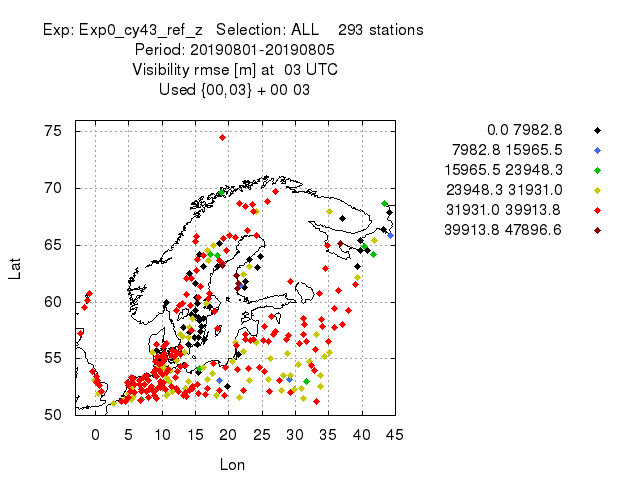 Exp: Exp0_cy43_ref_z Selection: ALL 293 stations
Period: 20190801-20190805
Visibility rmse [m] at 03 UTC
Used {00,03} + 00 03
0.0 7982.8
7982.8 15965.5
15965.5 23948.3
23948.3 31931.0
31931.0 39913.8
39913.8 47896.6
75
70
65
60
55
50
Lat
0 5 10 15 20 25 30 35 40 45
Lon